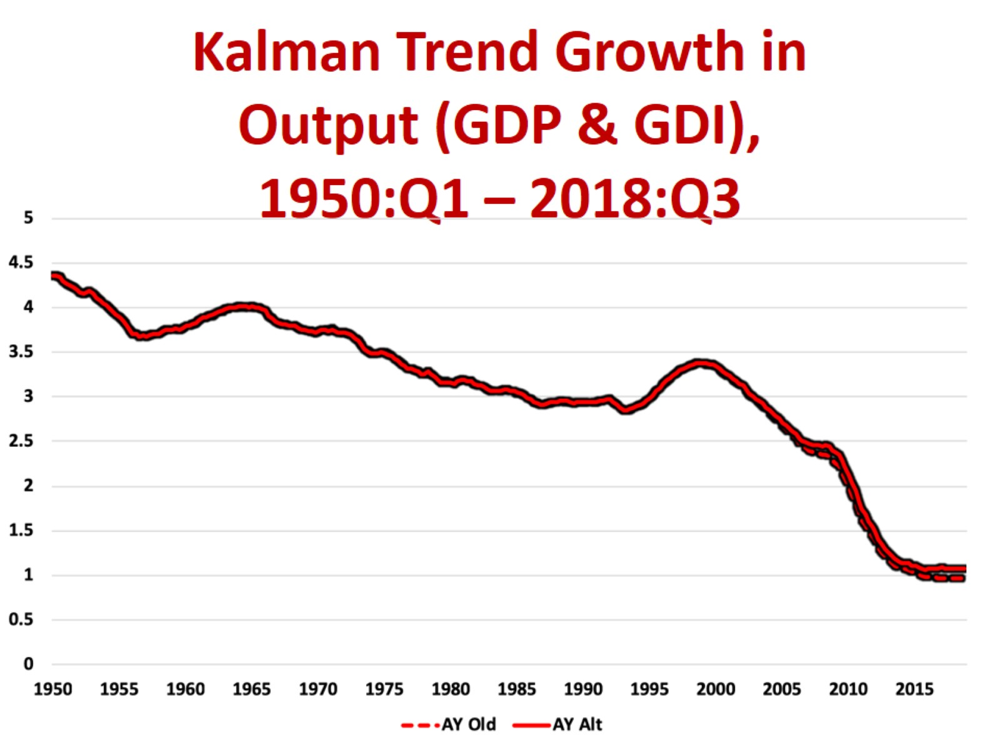 Kalman Trend Growth in
Output (GDP & GDI),
1950:Q1 – 2018:Q3
5
4.5
4
3.5
3
2.5
2
1.5
1
0.5
0
1950 1955 1960 1965 1970 1975 1980 1985 1990 1995 2000 2005 2010 2015
AY Old AY Alt